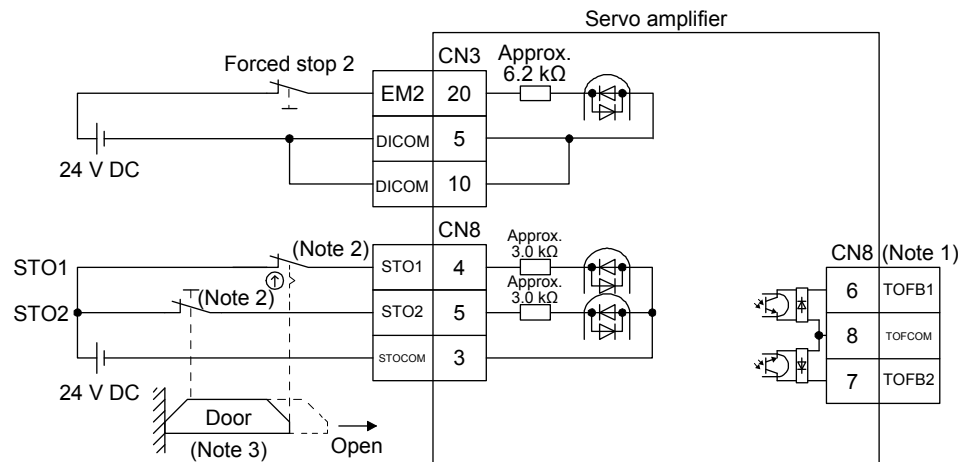 Servo amplifier
Forced stop 2
CN3
Approx.
6.2 kΩ
EM2 20
DICOM 5
24 V DC
DICOM 10
CN8
(Note 2)
Approx.
3.0 kΩ
STO1
STO1 4
Approx.
3.0 kΩ
(Note 2)
STO2
STO2 5
STOCOM 3
24 V DC
Door
(Note 3)
Open
CN8 (Note 1)
6 TOFB1
8 TOFCOM
7 TOFB2